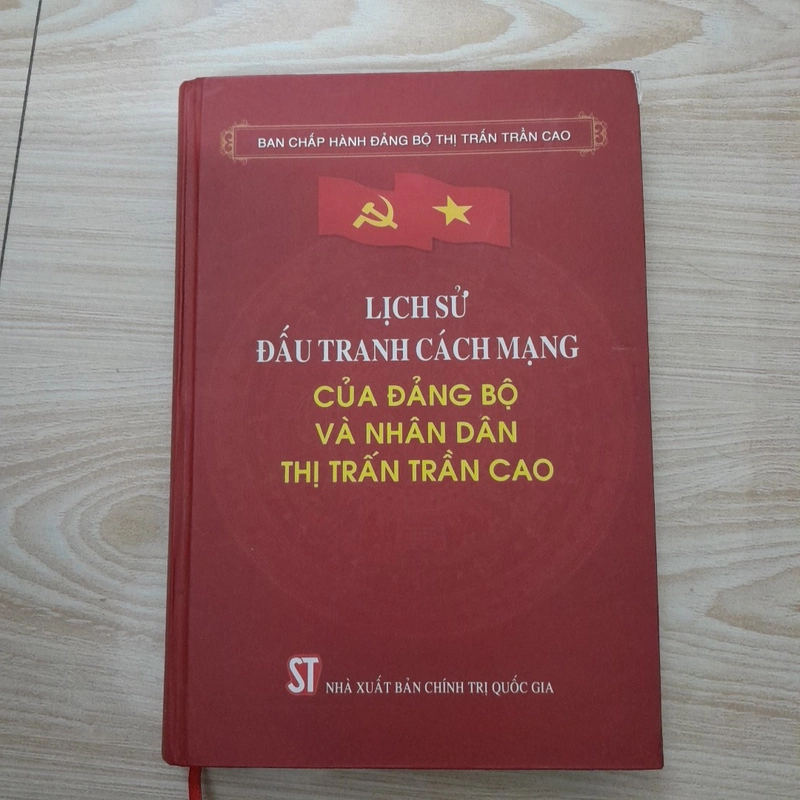 BAN CHẤP HÀNH ĐẢNG BỘ THỊ TRẤN TRẦN CAO
LỊCH SỬ
ĐẤU TRANH CÁCH MẠNG
CỦA ĐẢNG BỘ
VÀ NHÂN DÂN
THỊ TRẤN TRẦN CAO
ST NHÀ XUẤT BẢN CHÍNH TRỊ QUỐC GIA